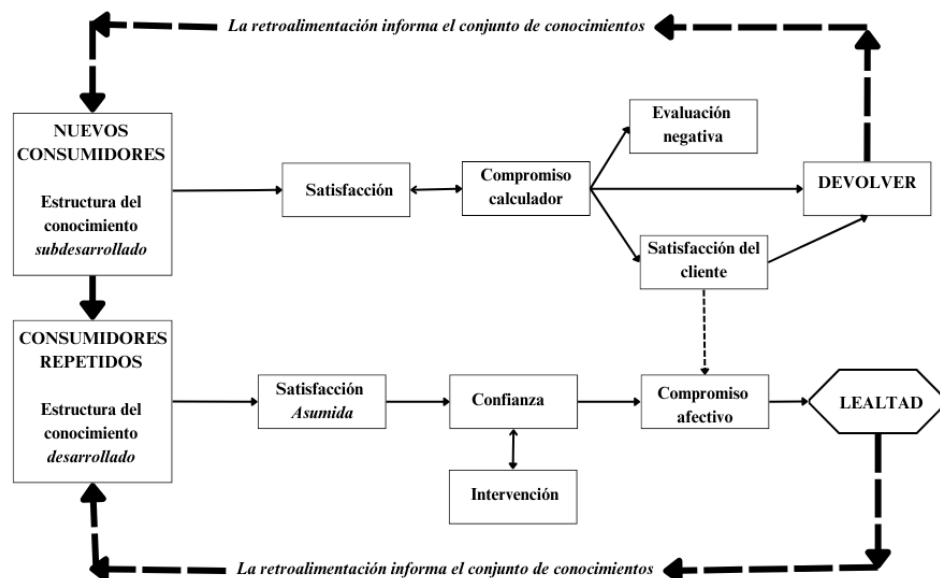 La retroalimentación informa el conjunto de conocimientos
NUEVOS
CONSUMIDORES
Estructura del
conocimiento
subdesarrollado
Satisfacción
Compromiso
calculador
Evaluación
negativa
Satisfacción del
cliente
DEVOLVER
CONSUMIDORES
REPETIDOS
Estructura del
conocimiento
desarrollado
Satisfacción
Asumida
Confianza
Intervención
Compromiso
afectivo
LEALTAD
La retroalimentación informa el conjunto de conocimientos